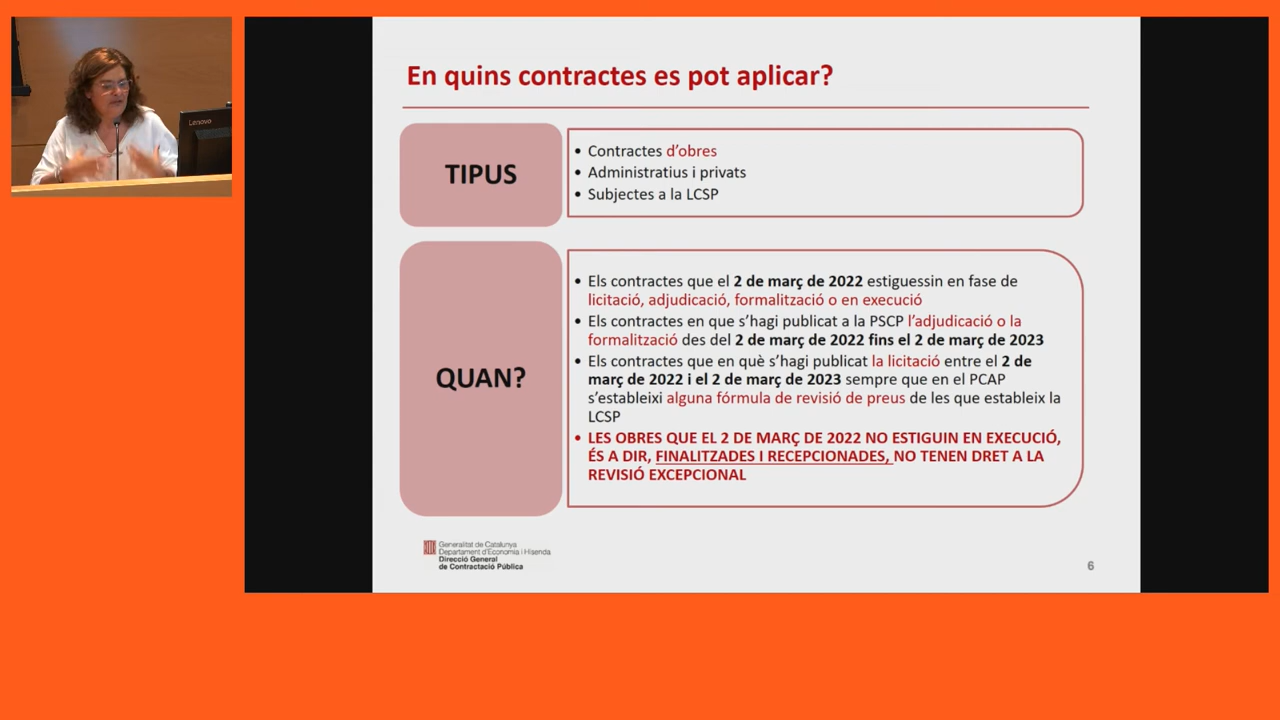 Lenovo
En quins contractes es pot aplicar?
TIPUS
• Contractes d'obres
• Administratius i privats
• Subjectes a la LCSP
QUAN?
• Els contractes que el 2 de març de 2022 estiguessin en fase de
licitació, adjudicació, formalització o en execució
• Els contractes en que s'hagi publicat a la PSCP l'adjudicació o la
formalització des del 2 de març de 2022 fins el 2 de març de 2023
• Els contractes que en què s'hagi publicat la licitació entre el 2 de
març de 2022 i el 2 de març de 2023 sempre que en el PCAP
s'estableixi alguna fórmula de revisió de preus de les que estableix la
LCSP
• LES OBRES QUE EL 2 DE MARÇ DE 2022 NO ESTIGUIN EN EXECUCIÓ,
ÉS A DIR, FINALITZADES I RECEPCIONADES, NO TENEN DRET A LA
REVISIÓ EXCEPCIONAL
Generalitat de Catalunya
Departament d'Economia i Hisenda
Direcció General
de Contractació Pública
6